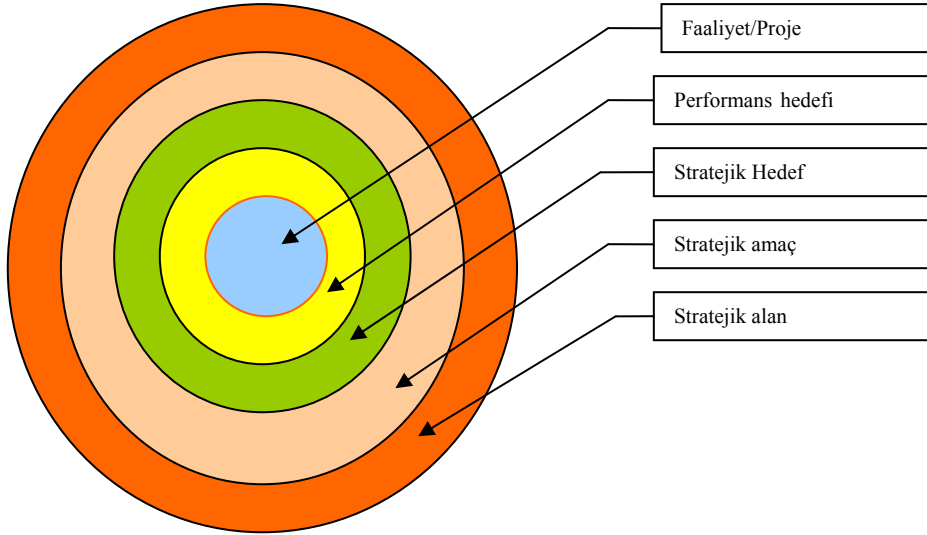 Faaliyet/Proje
Performans hedefi
Stratejik Hedef
Stratejik amaç
Stratejik alan